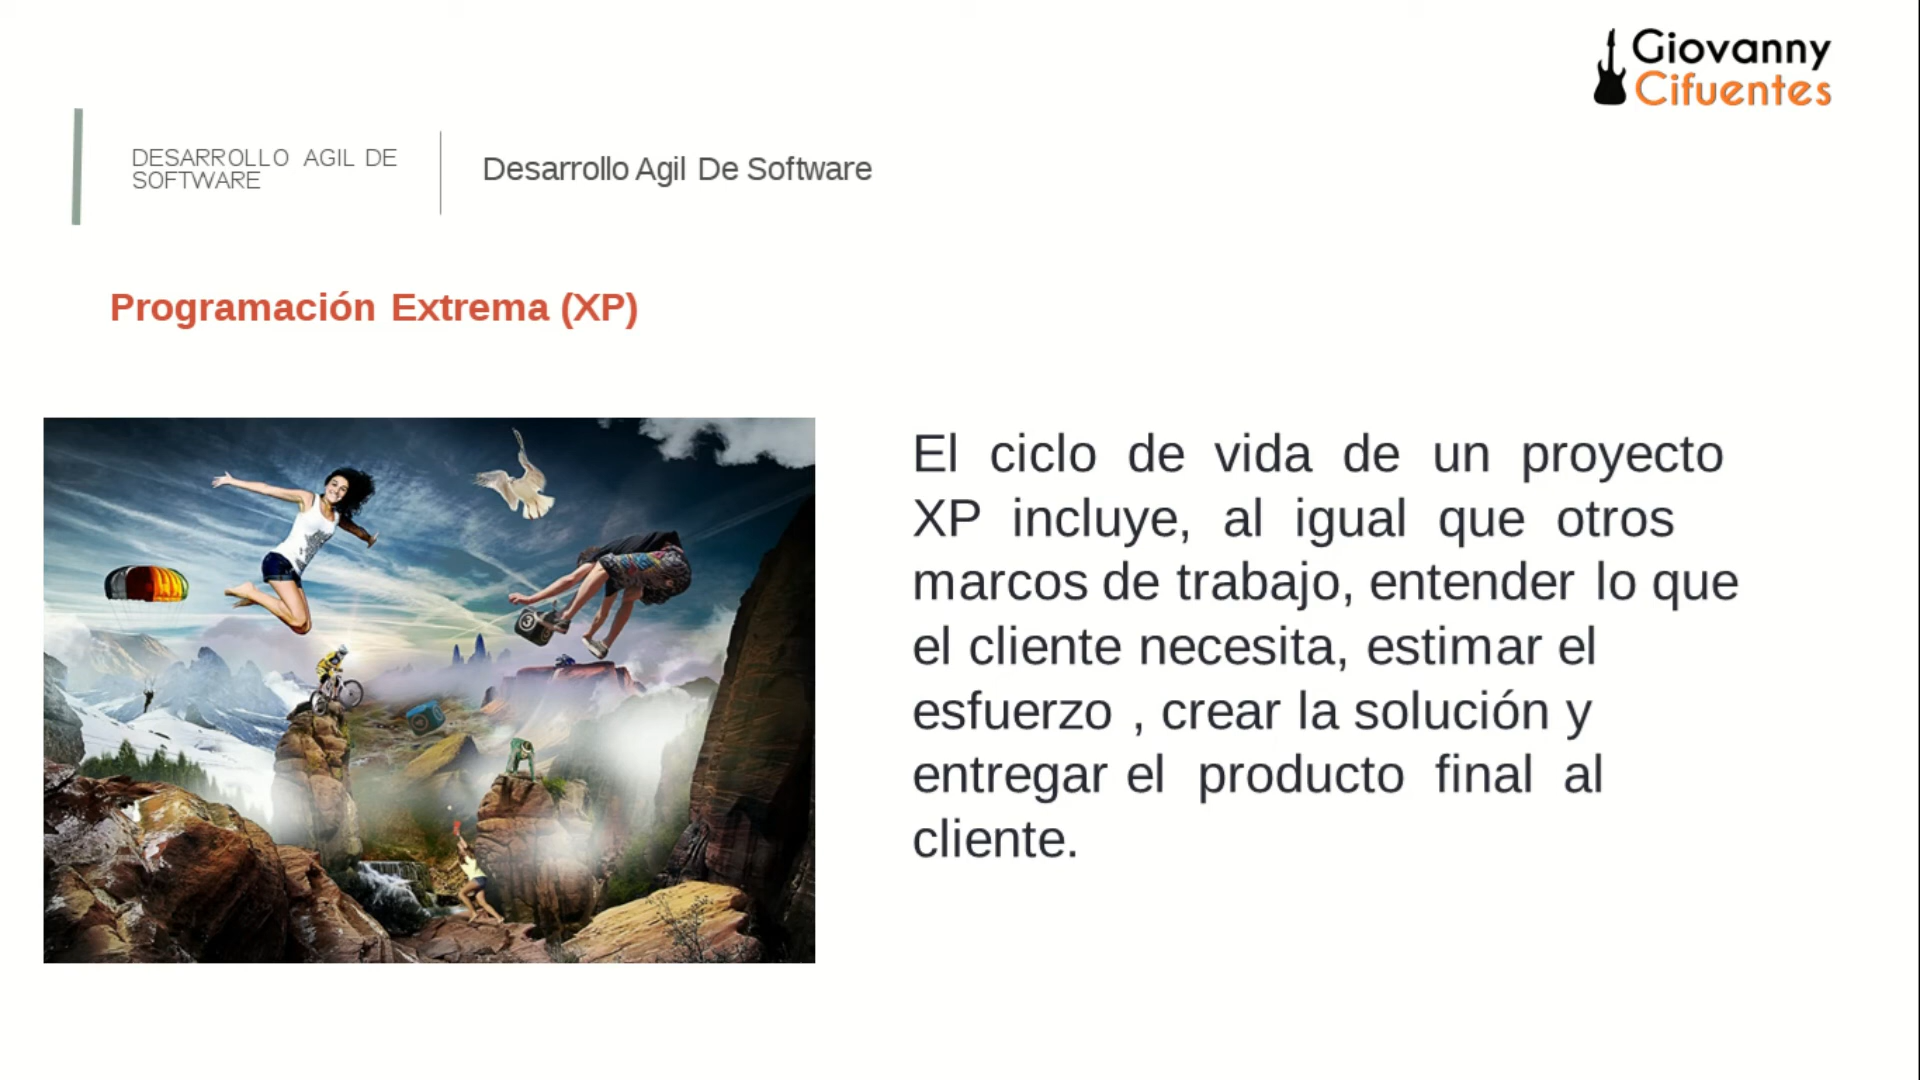 Giovanny
Cifuentes
DESARROLLO AGIL DE
SOFTWARE
Desarrollo Agil De Software
Programación Extrema (XP)
El ciclo de vida de un proyecto
XP incluye, al igual que otros
marcos de trabajo, entender lo que
el cliente necesita, estimar el
esfuerzo , crear la solución y
entregar el producto final al
cliente.
3